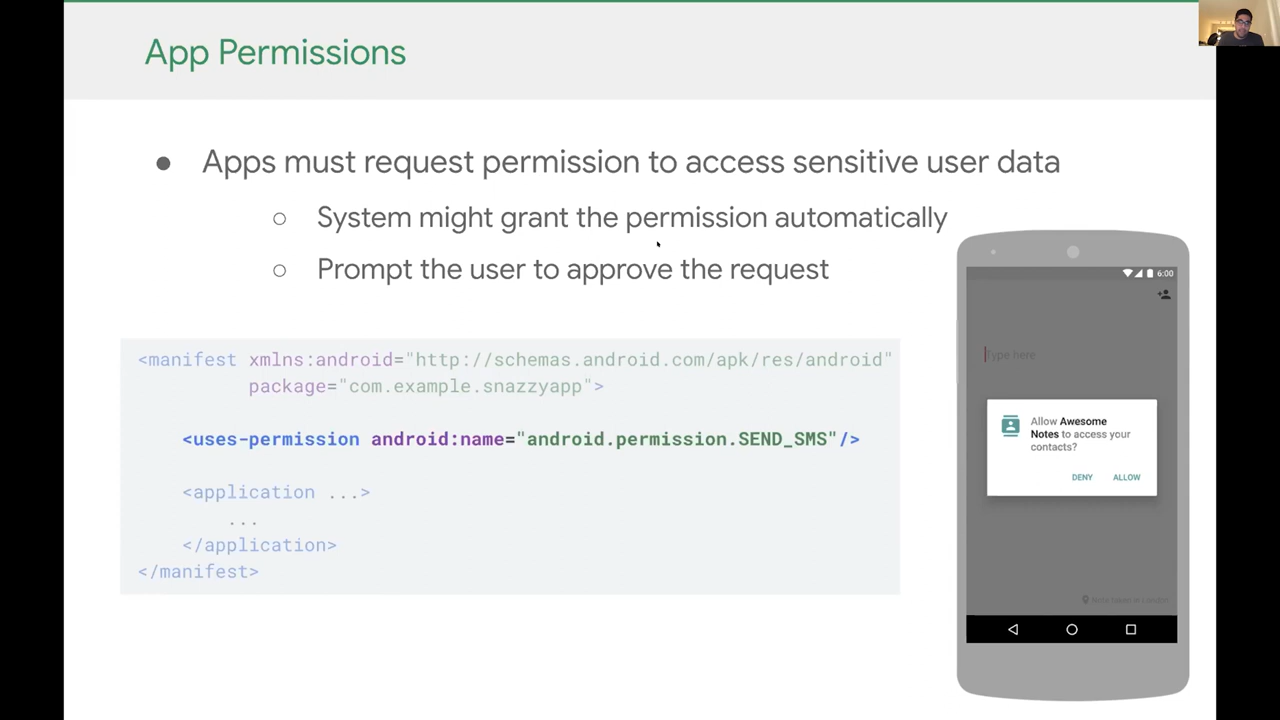 App Permissions
● Apps must request permission to access sensitive user data
○ System might grant the permission automatically
○ Prompt the user to approve the request
<manifest xmlns:android="http://schemas.android.com/apk/res/android"
package="com.example.snazzyapp">
<uses-permission android:name="android.permission.SEND_SMS"/>
<application ...>
...
</application>
</manifest>
6:00
Type here
Allow Awesome
Notes to access your
contacts?
DENY ALLOW